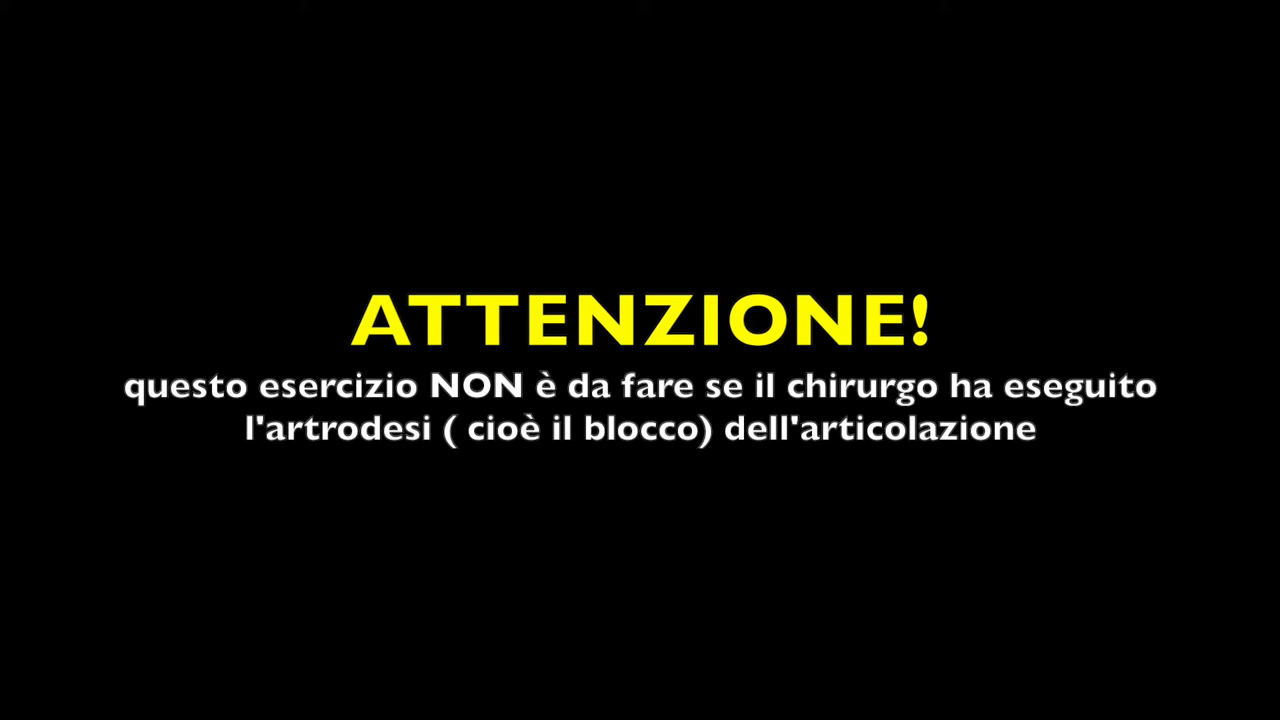 ATTENZIONE!
questo esercizio NON è da fare se il chirurgo ha eseguito
l'artrodesi ( cioè il blocco) dell'articolazione